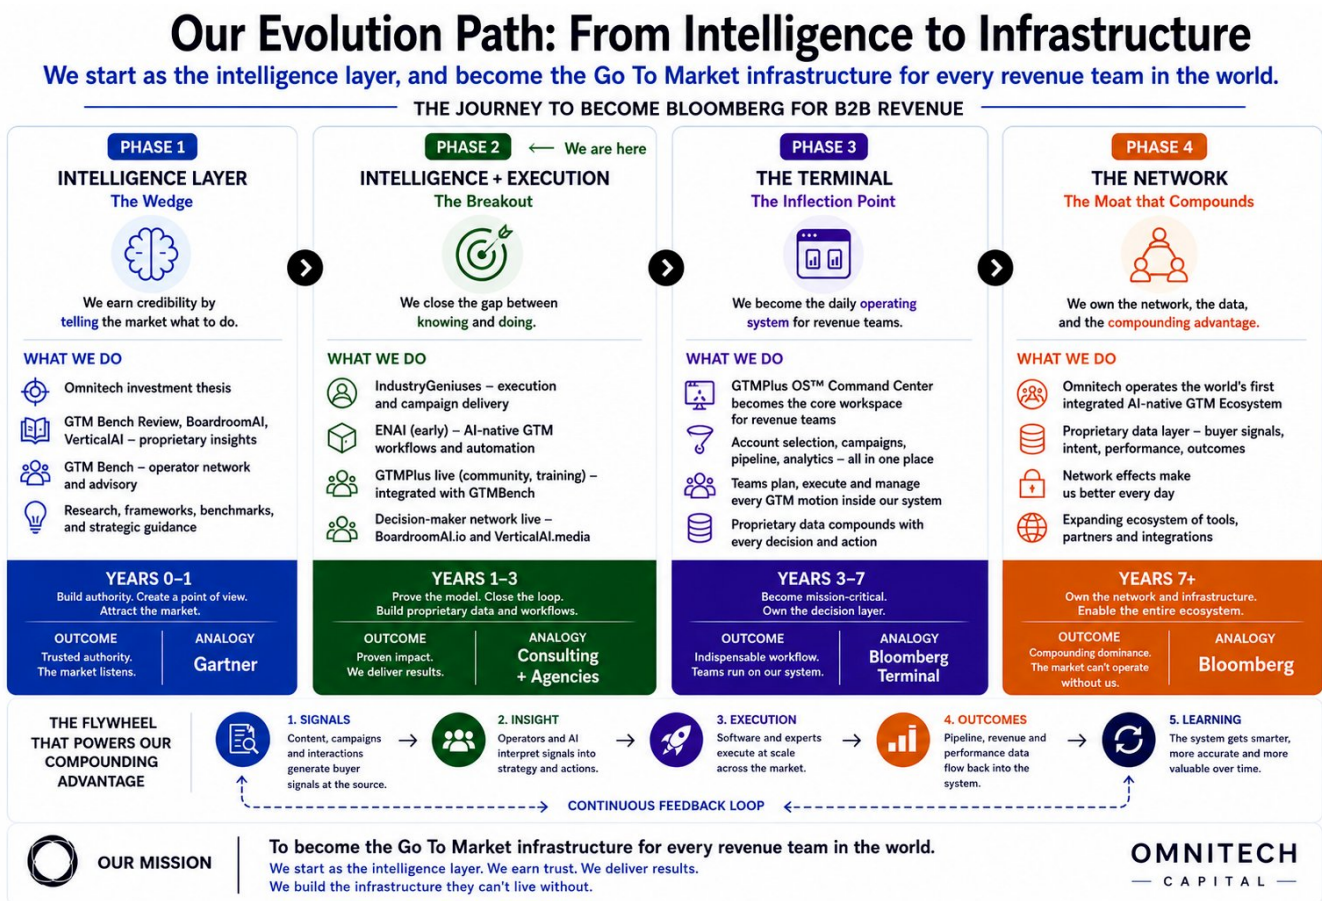 Our Evolution Path: From Intelligence to Infrastructure
We start as the intelligence layer, and become the Go To Market infrastructure for every revenue team in the world.
THE JOURNEY TO BECOME BLOOMBERG FOR B2B REVENUE
PHASE 1
INTELLIGENCE LAYER
The Wedge
We earn credibility by
telling the market what to do.
WHAT WE DO
Omnitech investment thesis
GTM Bench Review, BoardroomAI,
VerticalAI – proprietary insights
GTM Bench – operator network
and advisory
Research, frameworks, benchmarks,
and strategic guidance
YEARS 0–1
Build authority. Create a point of view.
Attract the market.
OUTCOME
Trusted authority.
The market listens.
ANALOGY
Gartner
PHASE 2
← We are here
INTELLIGENCE + EXECUTION
The Breakout
We close the gap between
knowing and doing.
WHAT WE DO
IndustryGeniuses – execution
and campaign delivery
ENAI (early) – AI-native GTM
workflows and automation
GTMPlus live (community, training) –
integrated with GTMBench
Decision-maker network live –
BoardroomAI.io and VerticalAI.media
YEARS 1–3
Prove the model. Close the loop.
Build proprietary data and workflows.
OUTCOME
Proven impact.
We deliver results.
ANALOGY
Consulting
+ Agencies
PHASE 3
THE TERMINAL
The Inflection Point
We become the daily operating
system for revenue teams.
WHAT WE DO
GTMPlus OS™ Command Center
becomes the core workspace
for revenue teams
Account selection, campaigns,
pipeline, analytics – all in one place
Teams plan, execute and manage
every GTM motion inside our system
Proprietary data compounds with
every decision and action
YEARS 3–7
Become mission-critical.
Own the decision layer.
OUTCOME
Indispensable workflow.
Teams run on our system.
ANALOGY
Bloomberg
Terminal
PHASE 4
THE NETWORK
The Moat that Compounds
We own the network, the data,
and the compounding advantage.
WHAT WE DO
Omnitech operates the world's first
integrated AI-native GTM Ecosystem
Proprietary data layer – buyer signals,
intent, performance, outcomes
Network effects make
us better every day
Expanding ecosystem of tools,
partners and integrations
YEARS 7+
Own the network and infrastructure.
Enable the entire ecosystem.
OUTCOME
Compounding dominance.
The market can't operate
without us.
ANALOGY
Bloomberg
THE FLYWHEEL
THAT POWERS OUR
COMPOUNDING
ADVANTAGE
1. SIGNALS
Content, campaigns
and interactions
generate buyer
signals at the source.
2. INSIGHT
Operators and AI
interpret signals into
strategy and actions.
3. EXECUTION
Software and experts
execute at scale
across the market.
4. OUTCOMES
Pipeline, revenue and
performance data
flow back into the
system.
5. LEARNING
The system gets smarter,
more accurate and more
valuable over time.
CONTINUOUS FEEDBACK LOOP
OUR MISSION
To become the Go To Market infrastructure for every revenue team in the world.
We start as the intelligence layer. We earn trust. We deliver results.
We build the infrastructure they can't live without.
OMNITECH
CAPITAL